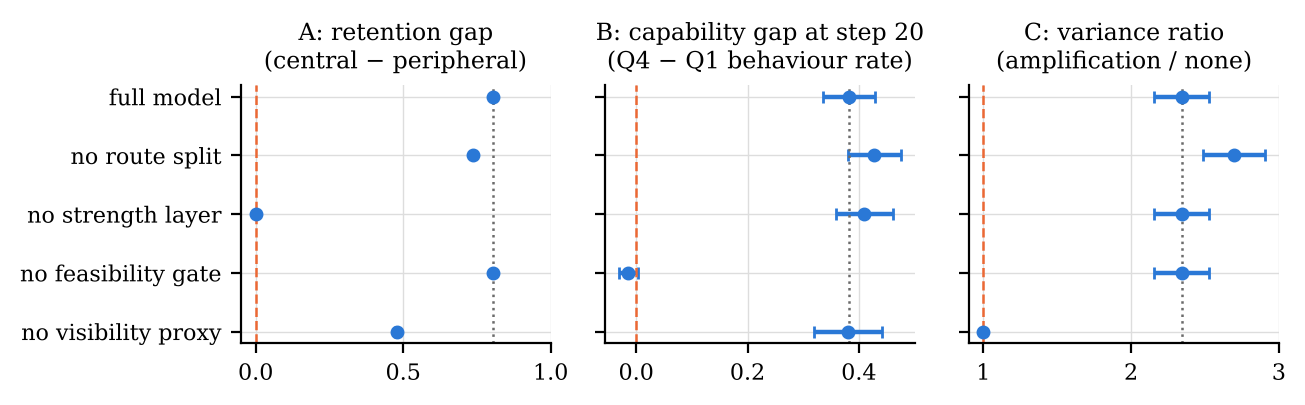 A: retention gap
(central − peripheral)
B: capability gap at step 20
(Q4 − Q1 behaviour rate)
C: variance ratio
(amplification / none)
full model
no route split
no strength layer
no feasibility gate
no visibility proxy
0.0 0.5 1.0
0.0 0.2 0.4
1 2 3